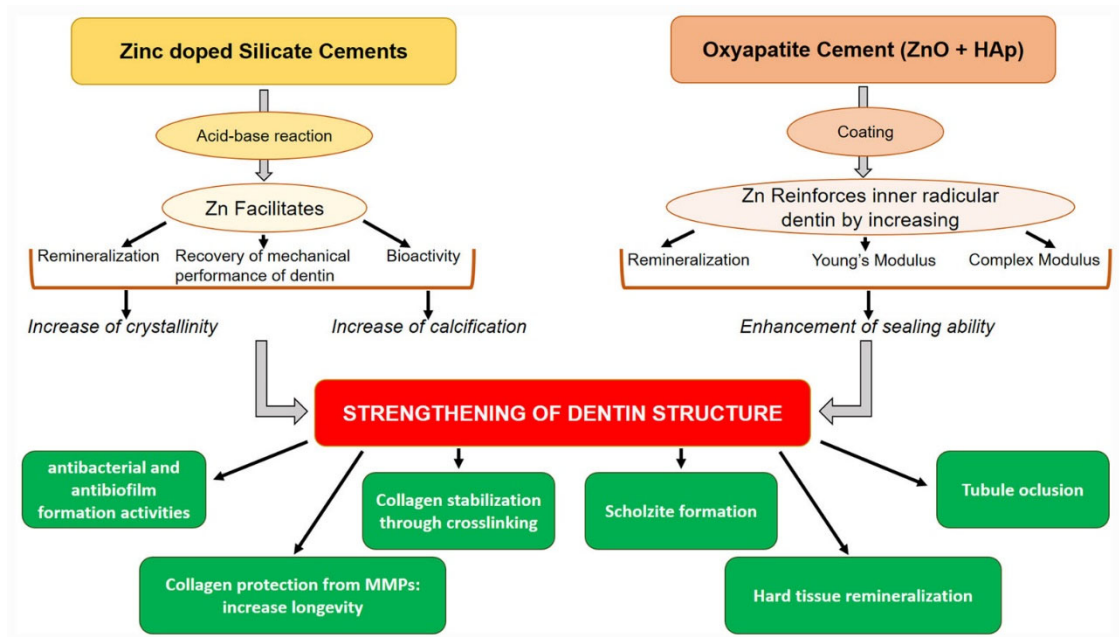 Zinc doped Silicate Cements
Oxyapatite Cement (ZnO + HAp)
Acid-base reaction
Coating
Zn Facilitates
Zn Reinforces inner radicular
dentin by increasing
Remineralization
Recovery of mechanical
performance of dentin
Bioactivity
Remineralization
Young's Modulus
Complex Modulus
Increase of crystallinity
Increase of calcification
Enhancement of sealing ability
STRENGTHENING OF DENTIN STRUCTURE
antibacterial and
antibiofilm
formation activities
Collagen stabilization
through crosslinking
Scholzite formation
Tubule oclusion
Collagen protection from MMPs:
increase longevity
Hard tissue remineralization